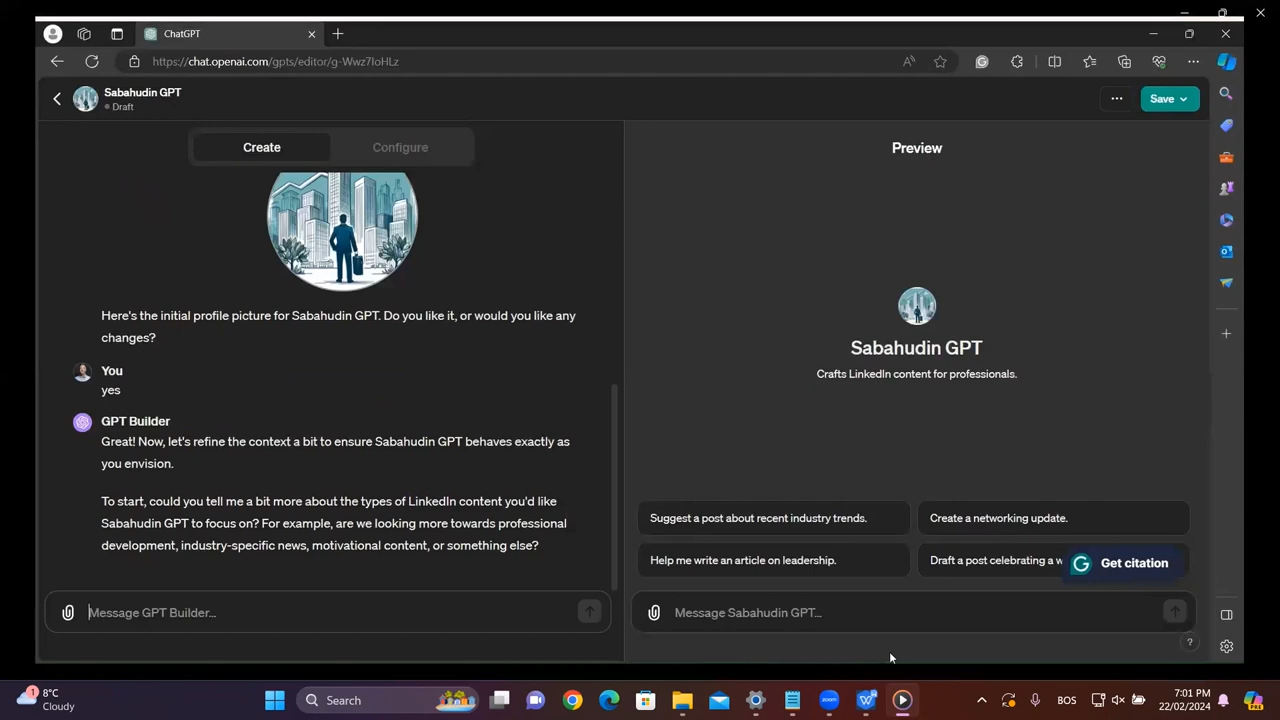 ChatGPT
https://chat.openai.com/gpts/editor/g-Wwz7IoHLz
Sabahudin GPT
Draft
Save
Create
Configure
Preview
Here's the initial profile picture for Sabahudin GPT. Do you like it, or would you like any
changes?
You
yes
GPT Builder
Great! Now, let's refine the context a bit to ensure Sabahudin GPT behaves exactly as
you envision.
To start, could you tell me a bit more about the types of LinkedIn content you'd like
Sabahudin GPT to focus on? For example, are we looking more towards professional
development, industry-specific news, motivational content, or something else?
Message GPT Builder...
Sabahudin GPT
Crafts LinkedIn content for professionals.
Suggest a post about recent industry trends.
Create a networking update.
Help me write an article on leadership.
Draft a post celebrating a w
Get citation
Message Sabahudin GPT...
?
1
8°C
Cloudy
Search
BOS
7:01 PM
22/02/2024